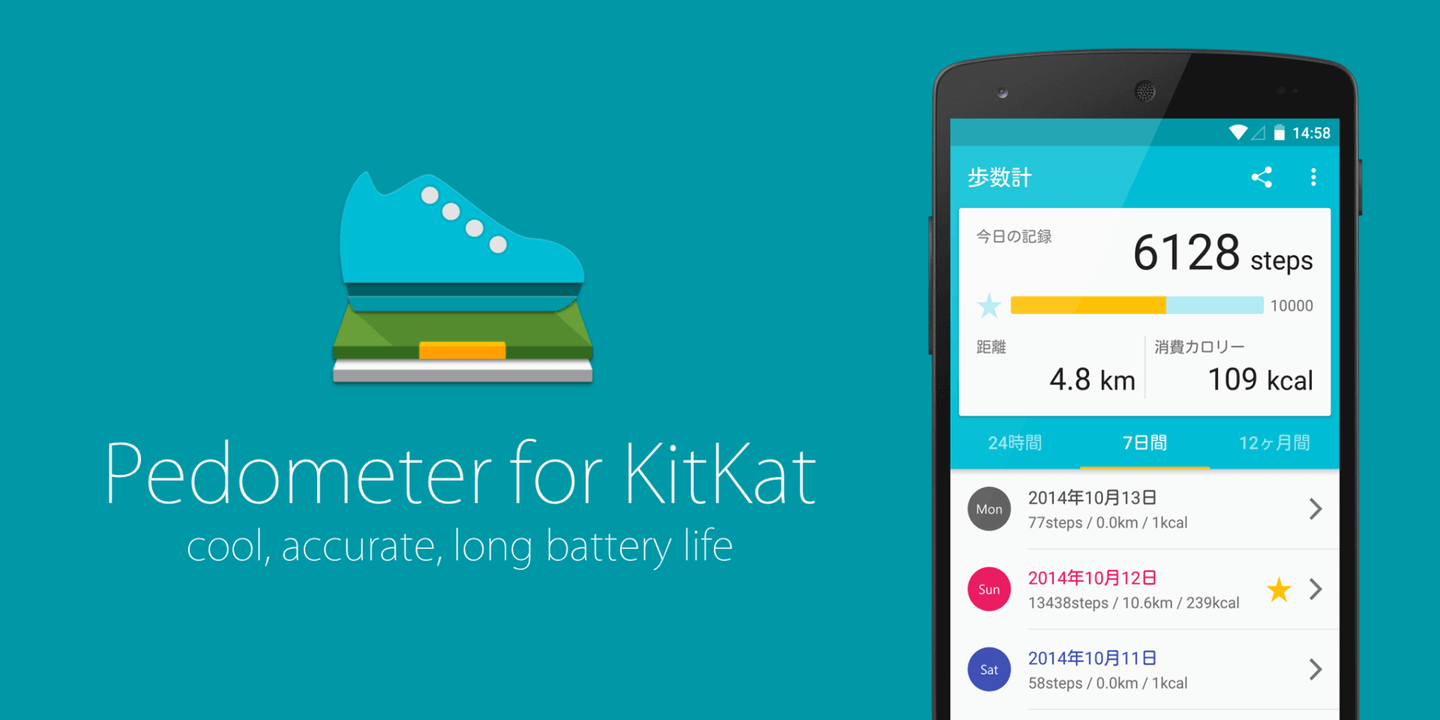 Pedometer for KitKat
cool, accurate, long battery life
14:58
歩数計
今日の記録
6128 steps
10000
距離
消費カロリー
4.8 km
109 kcal
24時間
7日間
12ヶ月間
Mon
2014年10月13日
77steps / 0.0km / 1kcal
Sun
2014年10月12日
13438steps / 10.6km / 239kcal
Sat
2014年10月11日
58steps / 0.0km / 1kcal